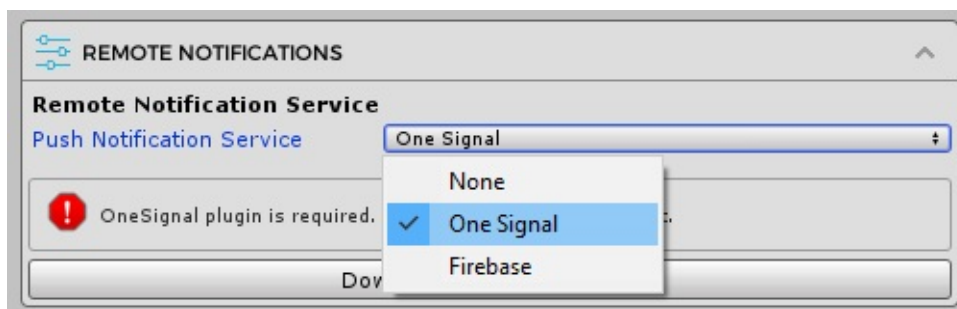 REMOTE NOTIFICATIONS
Remote Notification Service
Push Notification Service One Signal
None
OneSignal plugin is required.
One Signal
Firebase